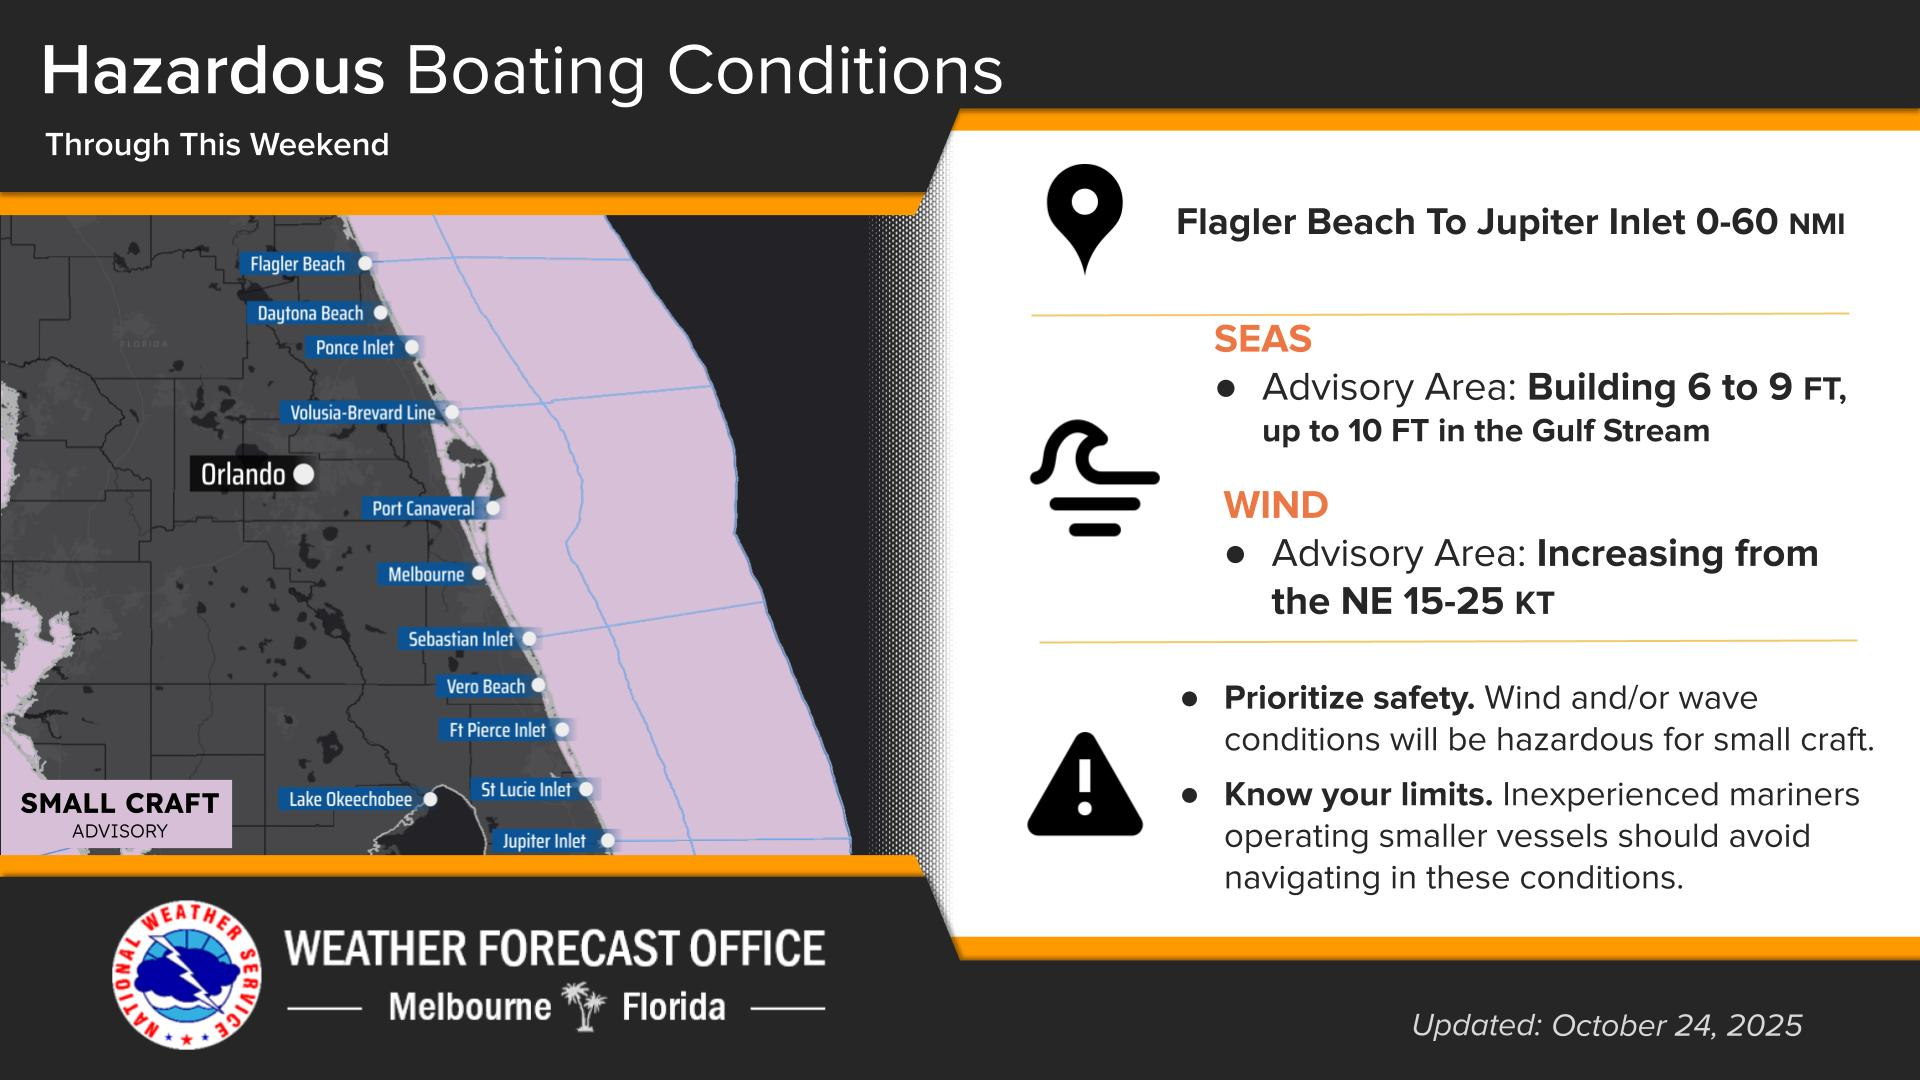 Hazardous Boating Conditions
Through This Weekend
Flagler Beach
Daytona Beach
FLORIDA
Ponce Inlet
Volusia-Brevard Line
Orlando
Port Canaveral
Melbourne
Sebastian Inlet
Vero Beach
Ft Pierce Inlet
St Lucie Inlet
Lake Okeechobee
Jupiter Inlet
SMALL CRAFT
ADVISORY
Flagler Beach To Jupiter Inlet 0-60 NMI
SEAS
● Advisory Area: Building 6 to 9 FT,
up to 10 FT in the Gulf Stream
WIND
● Advisory Area: Increasing from
the NE 15-25 KT
● Prioritize safety. Wind and/or wave
conditions will be hazardous for small craft.
● Know your limits. Inexperienced mariners
operating smaller vessels should avoid
navigating in these conditions.
NATIONAL WEATHER SERVICE
WEATHER FORECAST OFFICE
Melbourne Florida
Updated: October 24, 2025